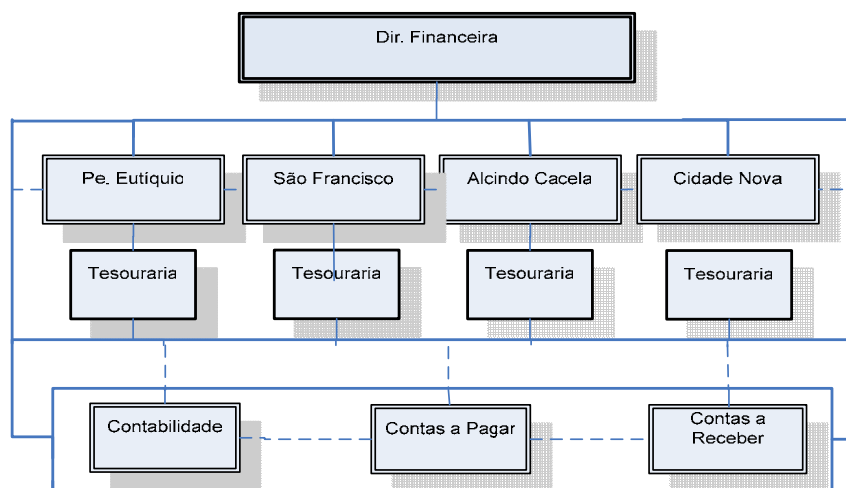 Dir. Financeira
Pe. Eutíquio
São Francisco
Alcindo Cacela
Cidade Nova
Tesouraria
Tesouraria
Tesouraria
Tesouraria
Contabilidade
Contas a Pagar
Contas a
Receber